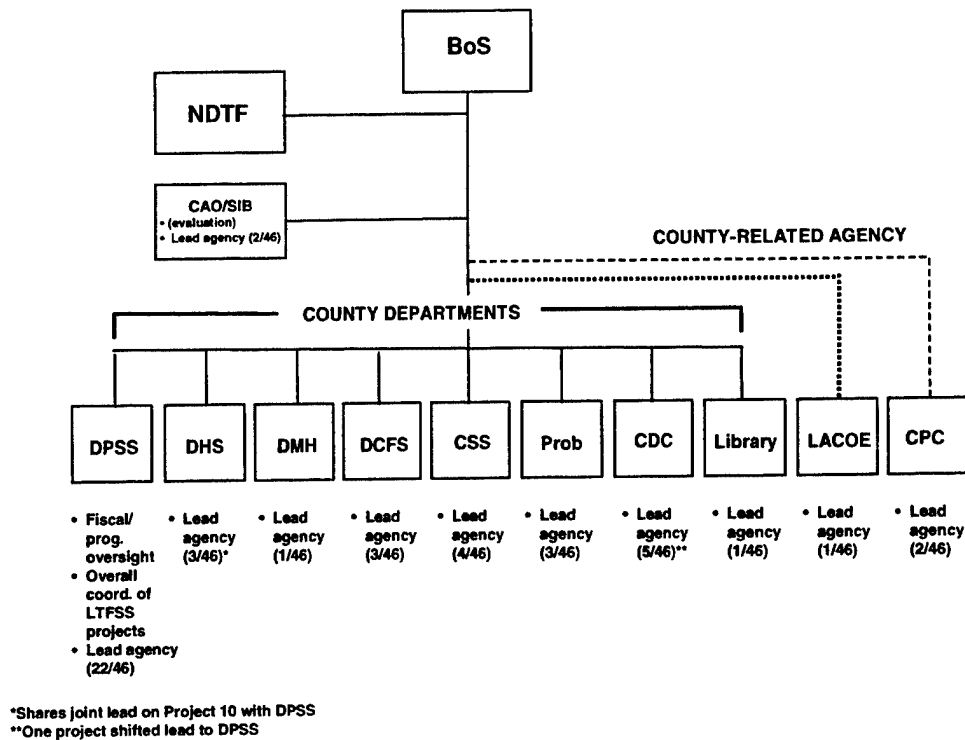 BoS
NDTF
CAO/SIB
• (evaluation)
• Lead agency (2/46)
COUNTY-RELATED AGENCY
COUNTY DEPARTMENTS
DPSS
DHS
DMH
DCFS
CSS
Prob
CDC
Library
LACOE
CPC
• Fiscal/
prog.
oversight
• Overall
coord. of
LTFSS
projects
• Lead agency
(22/46)
• Lead
agency
(3/46)*
• Lead
agency
(1/46)
• Lead
agency
(3/46)
• Lead
agency
(4/46)
• Lead
agency
(3/46)
• Lead
agency
(5/46)**
• Lead
agency
(1/46)
• Lead
agency
(1/46)
• Lead
agency
(2/46)
*Shares joint lead on Project 10 with DPSS
**One project shifted lead to DPSS